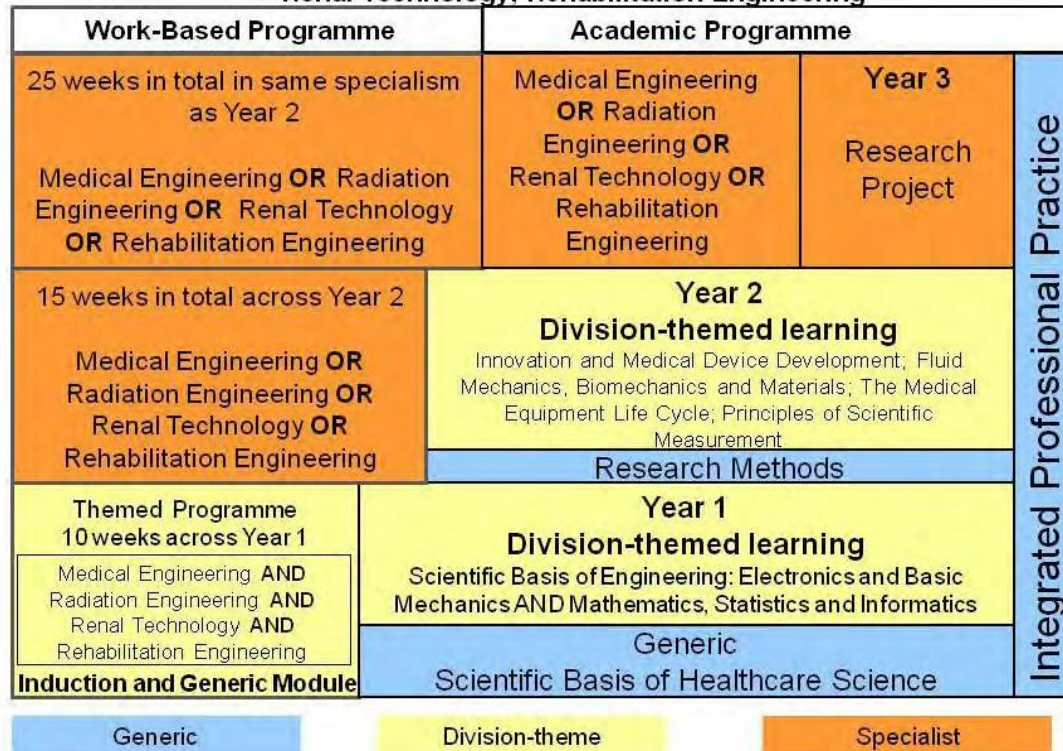 Renal Technology, Rehabilitation Engineering
Work-Based Programme
Academic Programme
25 weeks in total in same specialism
as Year 2
Medical Engineering OR Radiation
Engineering OR Renal Technology
OR Rehabilitation Engineering
Medical Engineering
OR Radiation
Engineering OR
Renal Technology OR
Rehabilitation
Engineering
Year 3
Research
Project
Integrated Professional Practice
15 weeks in total across Year 2
Medical Engineering OR
Radiation Engineering OR
Renal Technology OR
Rehabilitation Engineering
Year 2
Division-themed learning
Innovation and Medical Device Development; Fluid
Mechanics, Biomechanics and Materials; The Medical
Equipment Life Cycle; Principles of Scientific
Measurement
Research Methods
Themed Programme
10 weeks across Year 1
Medical Engineering AND
Radiation Engineering AND
Renal Technology AND
Rehabilitation Engineering
Induction and Generic Module
Year 1
Division-themed learning
Scientific Basis of Engineering: Electronics and Basic
Mechanics AND Mathematics, Statistics and Informatics
Generic
Scientific Basis of Healthcare Science
Generic
Division-theme
Specialist